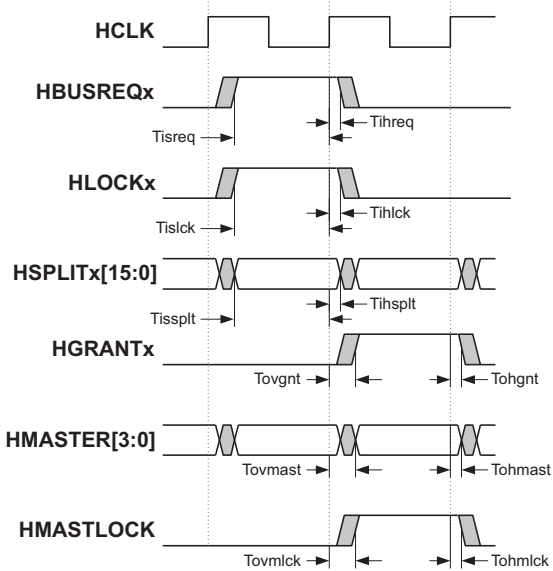 HCLK
HBUSREQx
Tisreq
Tihreq
HLOCKx
Tislck
Tihlck
HSPLITx[15:0]
Tissplt
Tihsplt
HGRANTx
Tovgnt
Tohgnt
HMASTER[3:0]
Tovmast
Tohmast
HMASTLOCK
Tovmlck
Tohmlck